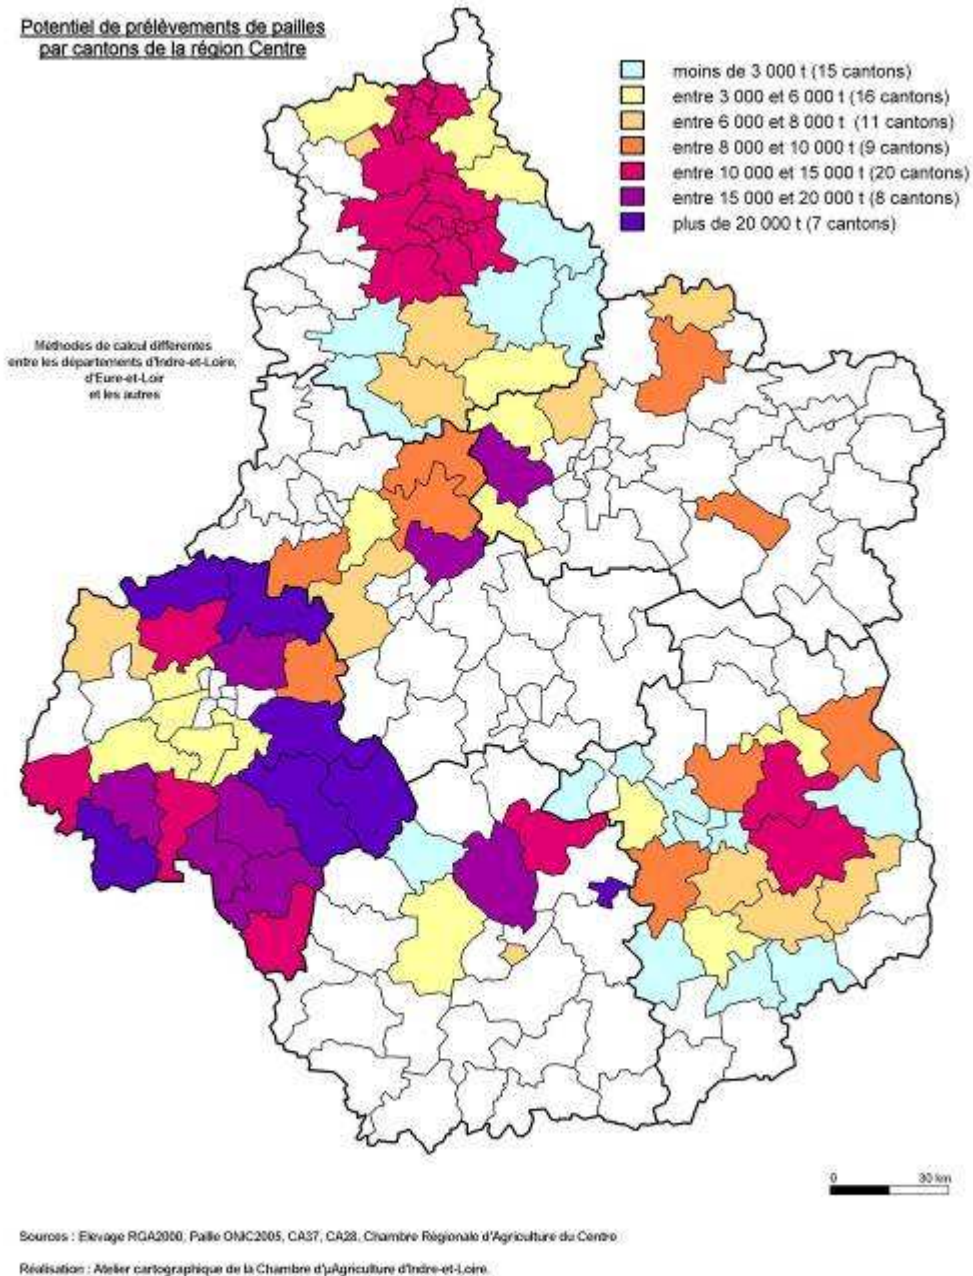 Potentiel de prélèvements de pailles
par cantons de la région Centre
moins de 3 000 t (15 cantons)
entre 3 000 et 6 000 t (16 cantons)
entre 6 000 et 8 000 t (11 cantons)
entre 8 000 et 10 000 t (9 cantons)
entre 10 000 et 15 000 t (20 cantons)
entre 15 000 et 20 000 t (8 cantons)
plus de 20 000 t (7 cantons)
Méthodes de calcul différentes
entre les départements d'Indre-et-Loire,
d'Eure-et-Loir
et les autres
0 30 km
Sources : Elevage RGA2000, Paille ONIC2005, CA37, CA28, Chambre Régionale d'Agriculture du Centre
Réalisation : Atelier cartographique de la Chambre d'µAgriculture d'Indre-et-Loire.